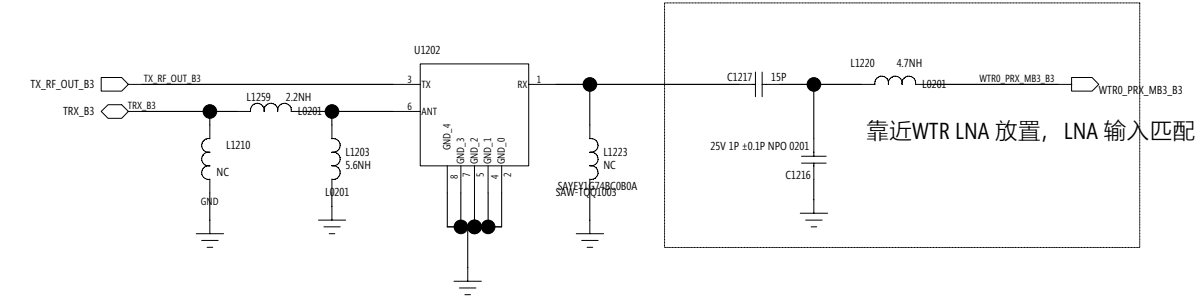 U1202
TX_RF_OUT_B3
TX_RF_OUT_B3
3
TX
RX
1
C1217
15P
L1220
4.7NH
L0201
WTR0_PRX_MB3_B3
WTR0_PRX_MB3_B3
TRX_B3
TRX_B3
L1259
2.2NH
L0201
6
ANT
靠近WTR LNA 放置，LNA 输入匹配
L1210
NC
GND
L1203
5.6NH
L0201
GND_4
GND_3
GND_2
GND_1
GND_0
8
7
5
4
2
L1223
NC
SAYFY1G74BC0B0A
SAW-TQQ1003
25V 1P ±0.1P NPO 0201
C1216